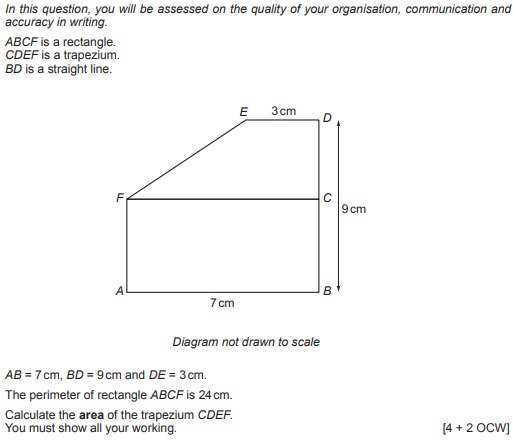 In this question, you will be assessed on the quality of your organisation, communication and
accuracy in writing.
ABCF is a rectangle.
CDEF is a trapezium.
BD is a straight line.
E 3 cm D
F C
9 cm
A B
7 cm
Diagram not drawn to scale
AB = 7 cm, BD = 9 cm and DE = 3 cm.
The perimeter of rectangle ABCF is 24 cm.
Calculate the area of the trapezium CDEF.
You must show all your working. [4 + 2 OCW]